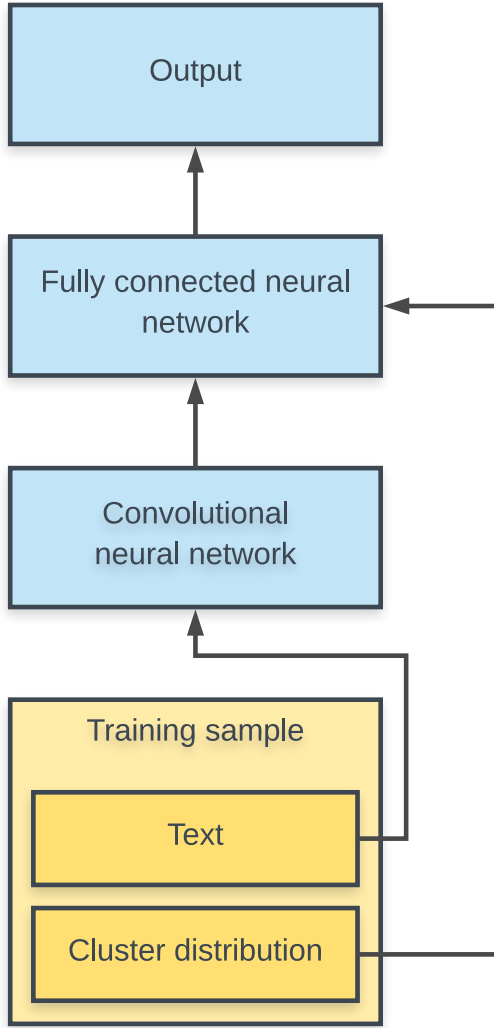 Output
Fully connected neural
network
Convolutional
neural network
Training sample
Text
Cluster distribution